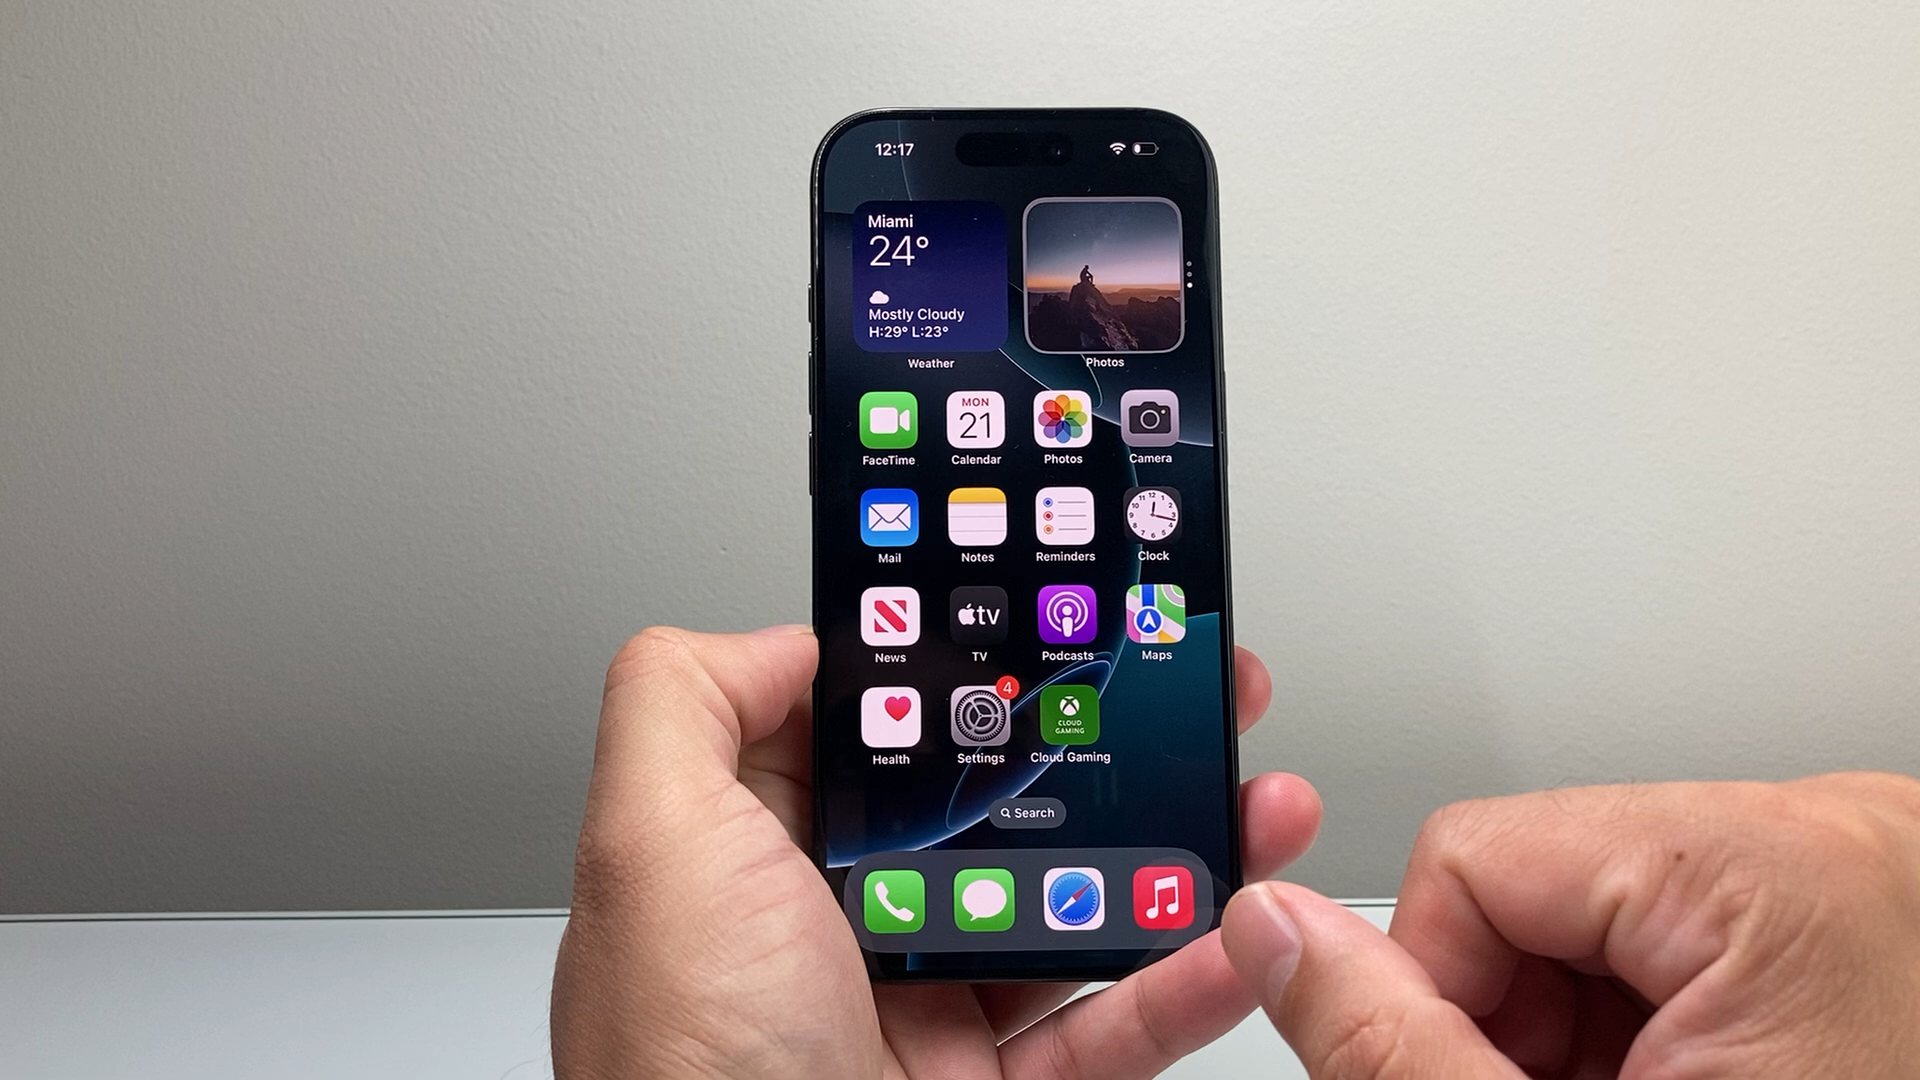 12:17
Miami
24°
Mostly Cloudy
H:29° L:23°
Weather
Photos
MON
21
FaceTime
Calendar
Photos
Camera
Mail
Notes
Reminders
Clock
tv
News
TV
Podcasts
Maps
4
CLOUD
GAMING
Health
Settings
Cloud Gaming
Search